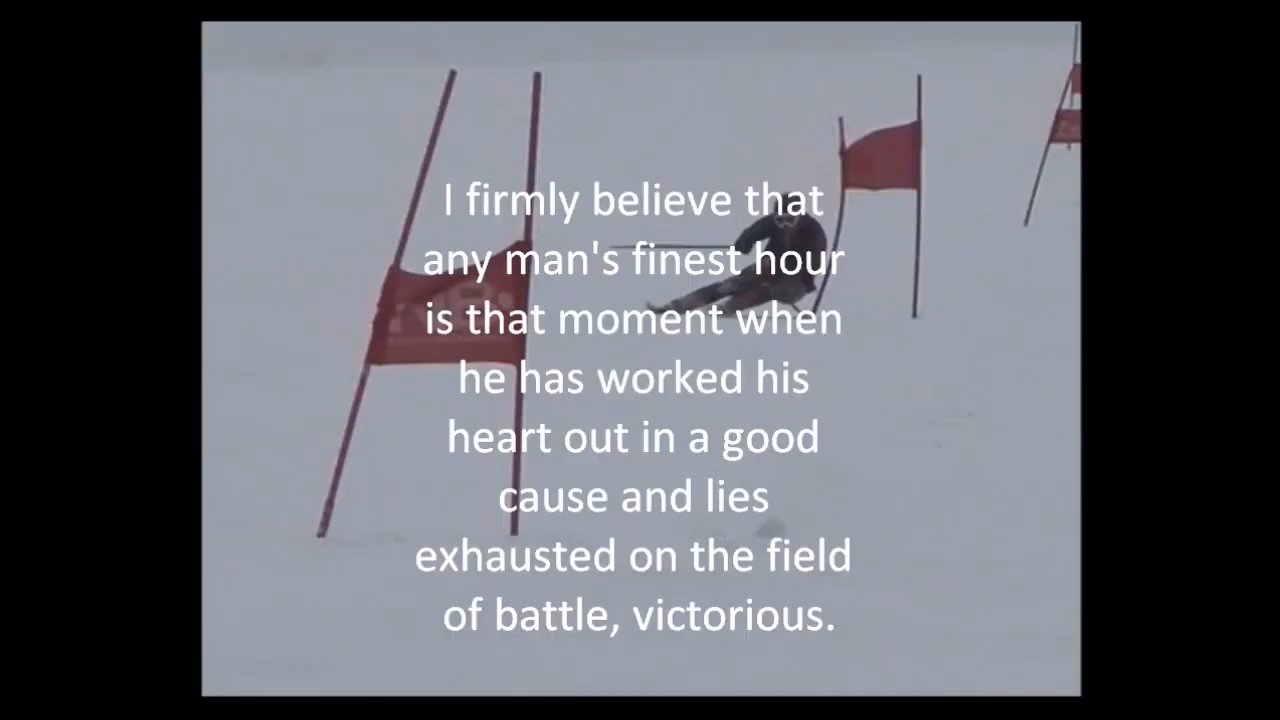 I firmly believe that
any man's finest hour
is that moment when
he has worked his
heart out in a good
cause and lies
exhausted on the field
of battle, victorious.